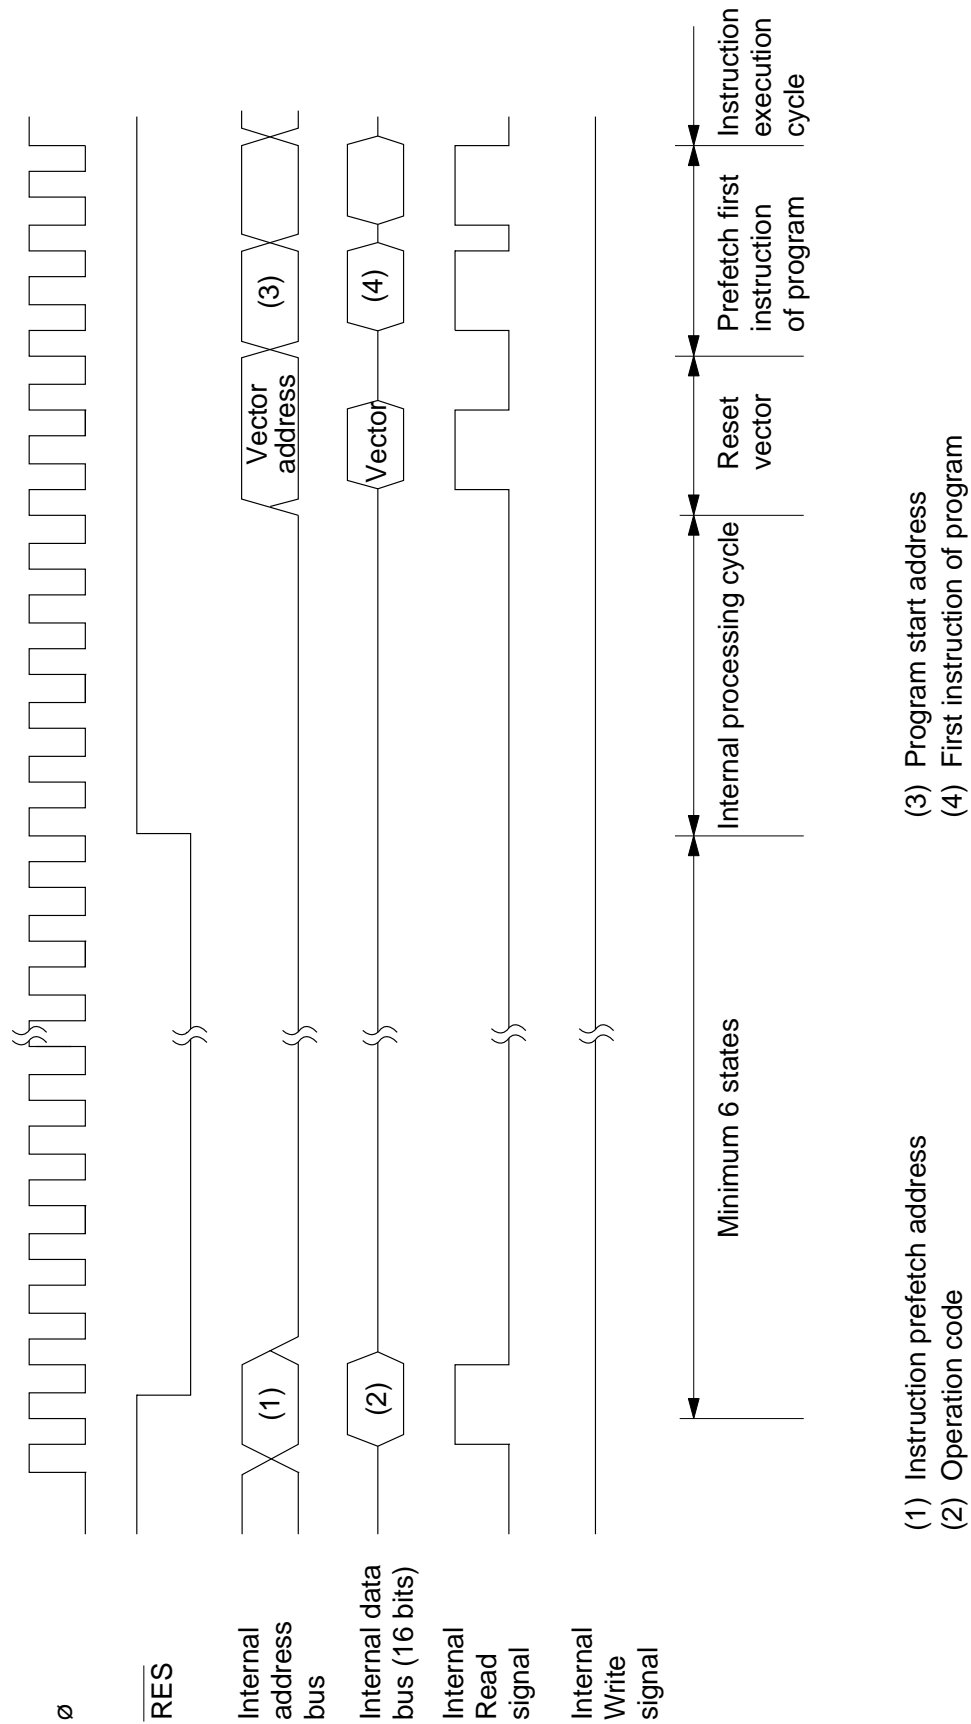 ø
RES
Internal
address
bus
Internal data
bus (16 bits)
Internal
Read
signal
Internal
Write
signal
(1)
Vector
address
(3)
(2)
Vector
(4)
Minimum 6 states
Internal processing cycle
Reset
vector
Prefetch first
instruction
of program
Instruction
execution
cycle
(1) Instruction prefetch address
(2) Operation code
(3) Program start address
(4) First instruction of program